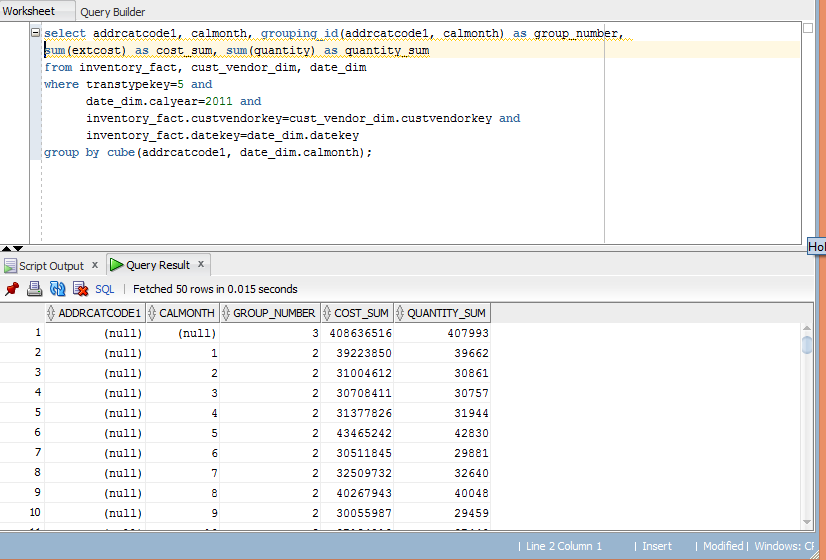 Worksheet Query Builder
select addrcatcode1, calmonth, grouping_id(addrcatcode1, calmonth) as group_number,
sum(extcost) as cost_sum, sum(quantity) as quantity_sum
from inventory_fact, cust_vendor_dim, date_dim
where transtypekey=5 and
date_dim.calyear=2011 and
inventory_fact.custvendorkey=cust_vendor_dim.custvendorkey and
inventory_fact.datekey=date_dim.datekey
group by cube(addrcatcode1, date_dim.calmonth);
Hol
Script Output x Query Result x
SQL | Fetched 50 rows in 0.015 seconds
ADDRCATCODE1 CALMONTH GROUP_NUMBER COST_SUM QUANTITY_SUM
1 (null) (null) 3 408636516 407993
2 (null) 1 2 39223850 39662
3 (null) 2 2 31004612 30861
4 (null) 3 2 30708411 30757
5 (null) 4 2 31377826 31944
6 (null) 5 2 43465242 42830
7 (null) 6 2 30511845 29881
8 (null) 7 2 32509732 32640
9 (null) 8 2 40267943 40048
10 (null) 9 2 30055987 29459
| Line 2 Column 1 | Insert | Modified | Windows: C